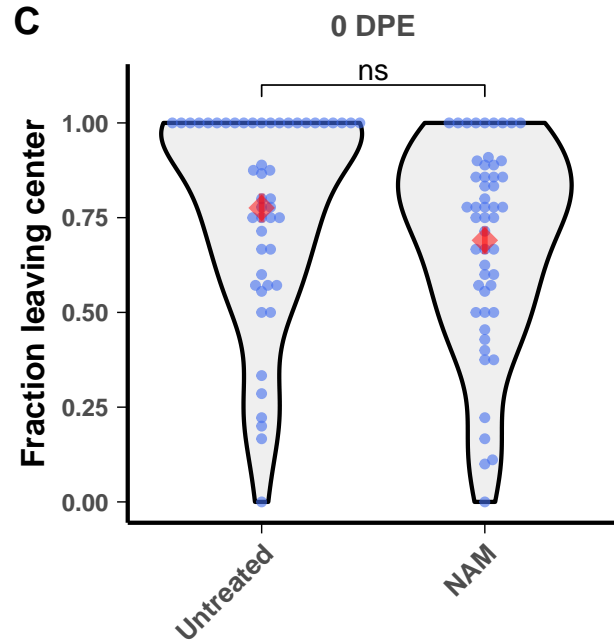 C
0 DPE
ns
Fraction leaving center
1.00
0.75
0.50
0.25
0.00
Untreated
NAM